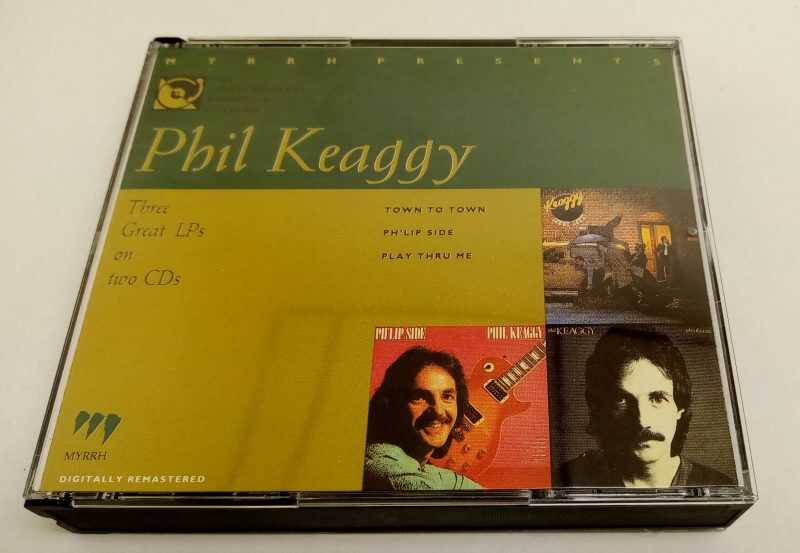 MYRRH PRESENTS
Phil Keaggy
Three
Great LPs
on
two CDs
TOWN TO TOWN
PH'LIP SIDE
PLAY THRU ME
Keaggy
PH'LIP SIDE PHIL KEAGGY
phil KEAGGY
MYRRH
DIGITALLY REMASTERED